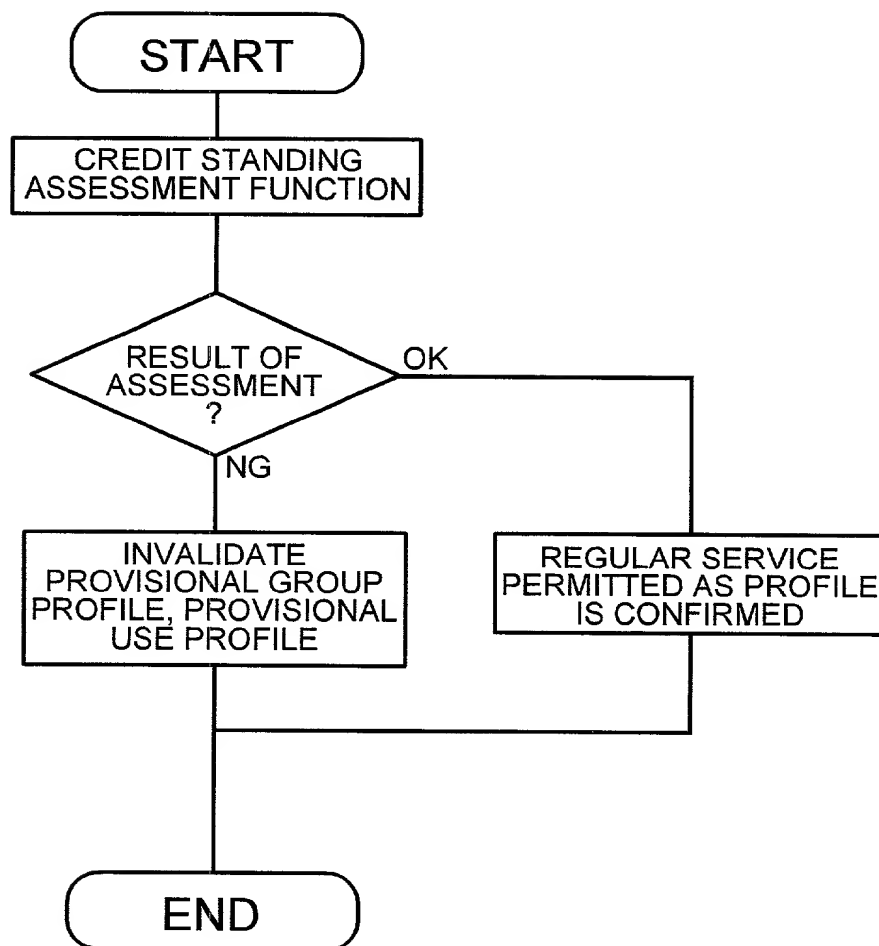 START
CREDIT STANDING
ASSESSMENT FUNCTION
RESULT OF
ASSESSMENT
?
OK
NG
INVALIDATE
PROVISIONAL GROUP
PROFILE, PROVISIONAL
USE PROFILE
REGULAR SERVICE
PERMITTED AS PROFILE
IS CONFIRMED
END